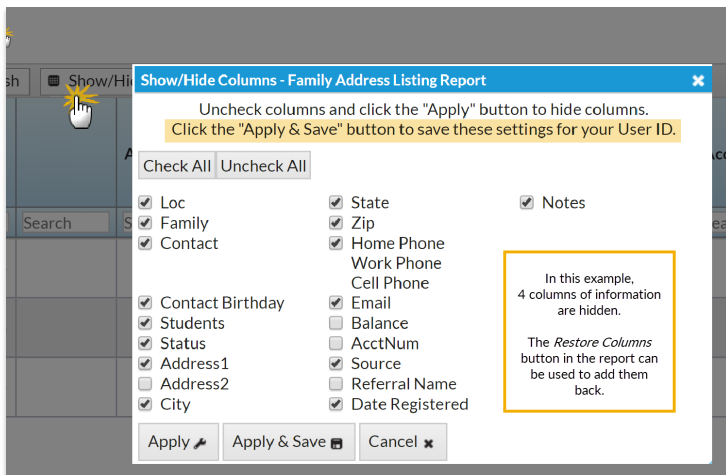 sh
Show/Hi
Show/Hide Columns - Family Address Listing Report
Uncheck columns and click the "Apply" button to hide columns.
Click the "Apply & Save" button to save these settings for your User ID.
Check All
Uncheck All
Loc
Family
Contact
Contact Birthday
Students
Status
Address1
Address2
City
State
Zip
Home Phone
Work Phone
Cell Phone
Email
Balance
AcctNum
Source
Referral Name
Date Registered
Notes
In this example,
4 columns of information
are hidden.
The Restore Columns
button in the report can
be used to add them
back.
Apply
Apply & Save
Cancel
Search